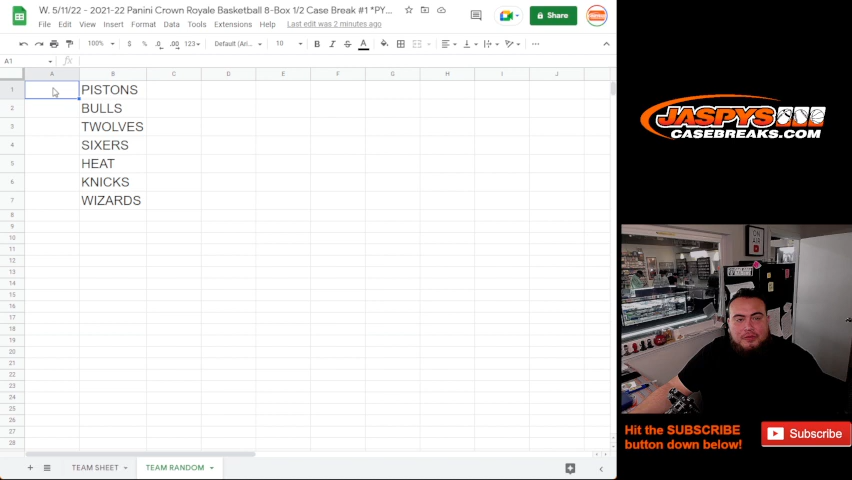 W. 5/11/22 - 2021-22 Panini Crown Royale Basketball 8-Box 1/2 Case Break #1 *PY...
File Edit View Insert Format Data Tools Extensions Help Last edit was 2 minutes ago
Share
100% $ % .0 .00 123 Default (Ari... 10 B I S A
A1 fx
A B C D E F G H I J
1 PISTONS
2 BULLS
3 TWOLVES
4 SIXERS
5 HEAT
6 KNICKS
7 WIZARDS
8
9
10
11
12
13
14
15
16
17
18
19
20
21
22
23
24
25
26
27
28
TEAM SHEET TEAM RANDOM
JASPYS
CASEBREAKS.COM
ON AIR
Hit the SUBSCRIBE
button down below!
Subscribe